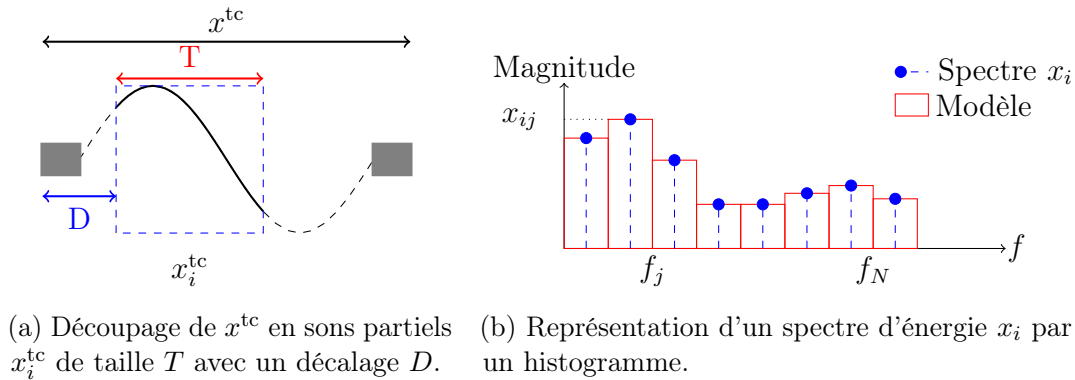 x^tc
T
D
x_i^tc
Magnitude
x_ij
Spectre x_i
Modèle
f_j
f_N
f
(a) Découpage de x^tc en sons partiels
x_i^tc de taille T avec un décalage D.
(b) Représentation d'un spectre d'énergie x_i par
un histogramme.